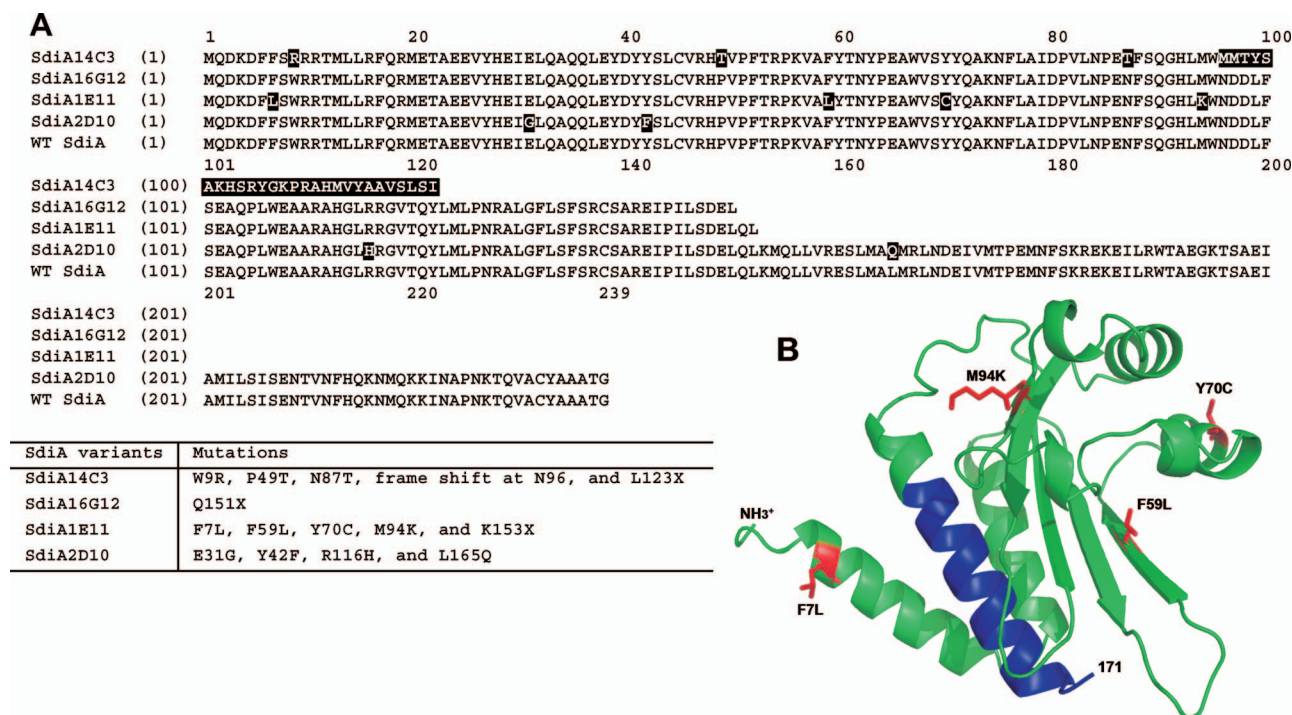 A
1 20 40 60 80 100
SdiA14C3 (1) MQDKDFFSRRRTMLLRFQRMETAEEVYHEIELQAQQLEYDYYSLCVRHTVPFTRPKVAFYTNYPEAWVSYYQAKNFLAIDPVLNPETFSQGHLMWMMTYS
SdiA16G12 (1) MQDKDFFSWRRTMLLRFQRMETAEEVYHEIELQAQQLEYDYYSLCVRHPVPFTRPKVAFYTNYPEAWVSYYQAKNFLAIDPVLNPENFSQGHLMWNDDLF
SdiA1E11 (1) MQDKDFLSWRRTMLLRFQRMETAEEVYHEIELQAQQLEYDYYSLCVRHPVPFTRPKVALYTNYPEAWVSCYQAKNFLAIDPVLNPENFSQGHLKWNDDLF
SdiA2D10 (1) MQDKDFFSWRRTMLLRFQRMETAEEVYHEIGLQAQQLEYDYFSLCVRHPVPFTRPKVAFYTNYPEAWVSYYQAKNFLAIDPVLNPENFSQGHLMWNDDLF
WT SdiA (1) MQDKDFFSWRRTMLLRFQRMETAEEVYHEIELQAQQLEYDYYSLCVRHPVPFTRPKVAFYTNYPEAWVSYYQAKNFLAIDPVLNPENFSQGHLMWNDDLF
101 120 140 160 180 200
SdiA14C3 (100) AKHSRYGKPRAHMVYAAVSLSI
SdiA16G12 (101) SEAQPLWEAARAHGLRRGVTQYLMLPNRALGFLSFSRCSAREIPILSDEL
SdiA1E11 (101) SEAQPLWEAARAHGLRRGVTQYLMLPNRALGFLSFSRCSAREIPILSDELQL
SdiA2D10 (101) SEAQPLWEAARAHGLHRGVTQYLMLPNRALGFLSFSRCSAREIPILSDELQLKMQLLVRESLMAQMRLNDEIVMTPEMNFSKREKEILRWTAEGKTSAEI
WT SdiA (101) SEAQPLWEAARAHGLRRGVTQYLMLPNRALGFLSFSRCSAREIPILSDELQLKMQLLVRESLMALMRLNDEIVMTPEMNFSKREKEILRWTAEGKTSAEI
201 220 239
SdiA14C3 (201)
SdiA16G12 (201)
SdiA1E11 (201)
SdiA2D10 (201) AMILSISENTVNFHQKNMQKKINAPNKTQVACYAAATG
WT SdiA (201) AMILSISENTVNFHQKNMQKKINAPNKTQVACYAAATG
SdiA variants Mutations
SdiA14C3 W9R, P49T, N87T, frame shift at N96, and L123X
SdiA16G12 Q151X
SdiA1E11 F7L, F59L, Y70C, M94K, and K153X
SdiA2D10 E31G, Y42F, R116H, and L165Q
B
M94K
Y70C
F59L
NH3+
F7L
171